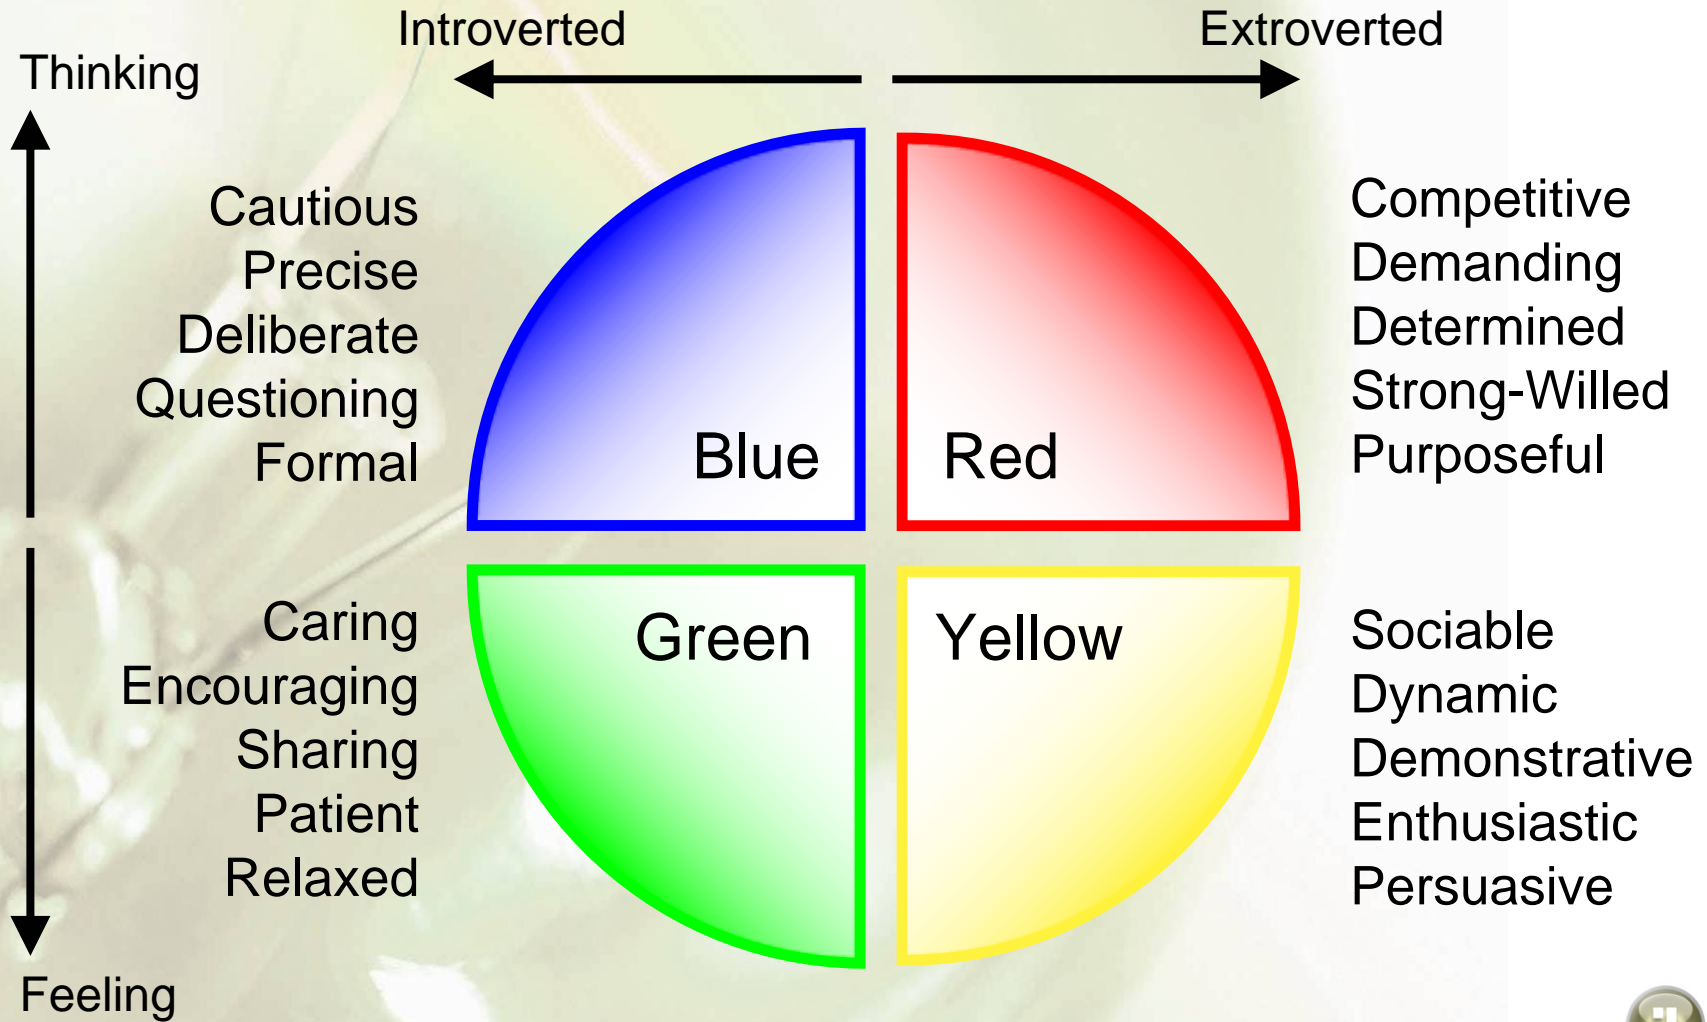 Introverted
Extroverted
Thinking
Cautious
Precise
Deliberate
Questioning
Formal
Blue
Red
Competitive
Demanding
Determined
Strong-Willed
Purposeful
Caring
Encouraging
Sharing
Patient
Relaxed
Green
Yellow
Sociable
Dynamic
Demonstrative
Enthusiastic
Persuasive
Feeling